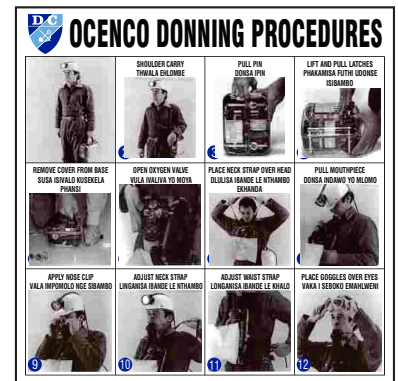 DC
OCENCO DONNING PROCEDURES
SHOULDER CARRY
THWALA EHLOMBE
2
PULL PIN
DONSA IPIN
3
LIFT AND PULL LATCHES
PHAKAMISA FUTHI UDONSE
ISIBAMBO
REMOVE COVER FROM BASE
SUSA ISIVALO KUSEKELA
PHANSI
OPEN OXYGEN VALVE
VULA IVALIVA YO MOYA
PLACE NECK STRAP OVER HEAD
DLULISA IBANDE LE NTHAMBO
EKHANDA
PULL MOUTHPIECE
DONSA INDAWO YO MLOMO
APPLY NOSE CLIP
VALA IMPOMOLO NGE SIBAMBO
9
ADJUST NECK STRAP
LINGANISA IBANDE LE NTHAMBO
10
ADJUST WAIST STRAP
LONGANISA IBANDE LE KHALO
11
PLACE GOGGLES OVER EYES
VAKA I SEBOKO EMAHLWENI
12